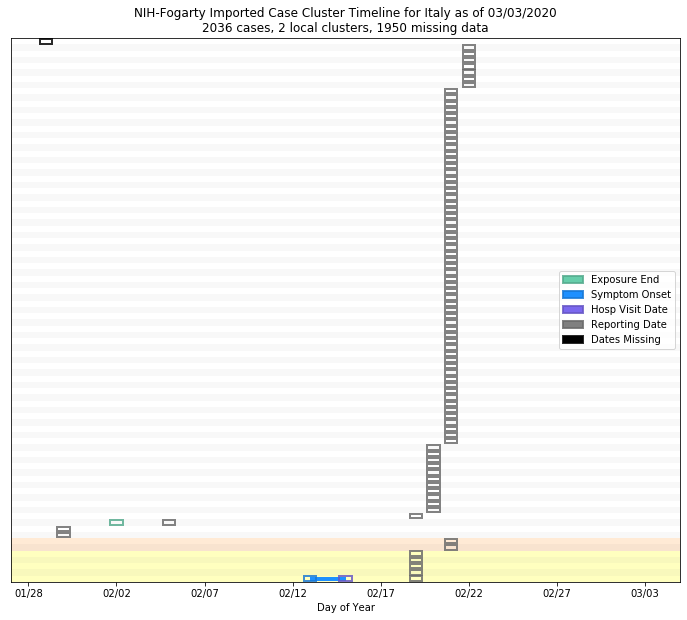 NIH-Fogarty Imported Case Cluster Timeline for Italy as of 03/03/2020
2036 cases, 2 local clusters, 1950 missing data
Exposure End
Symptom Onset
Hosp Visit Date
Reporting Date
Dates Missing
01/28 02/02 02/07 02/12 02/17 02/22 02/27 03/03
Day of Year